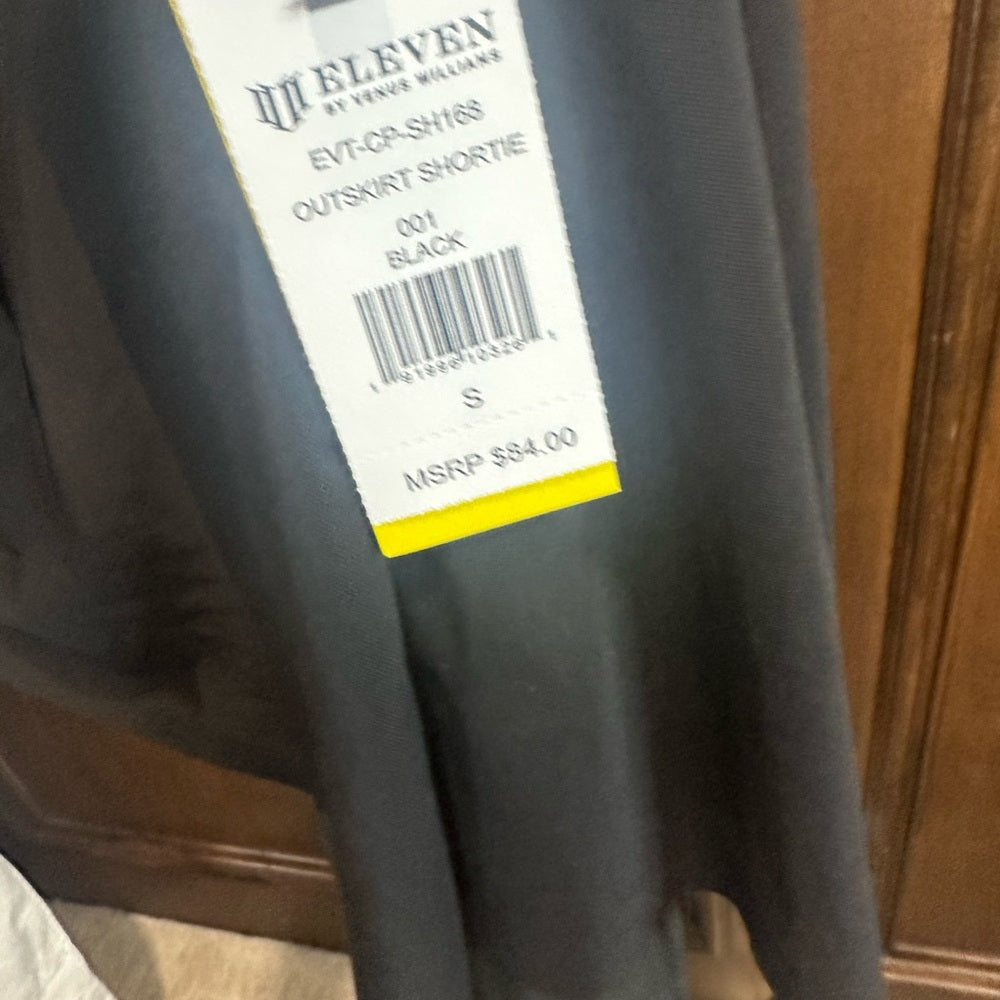 ELEVEN
BY VENUS WILLIAMS
EVT-CP-SH168
OUTSKIRT SHORTIE
001
BLACK
S
MSRP $84.00